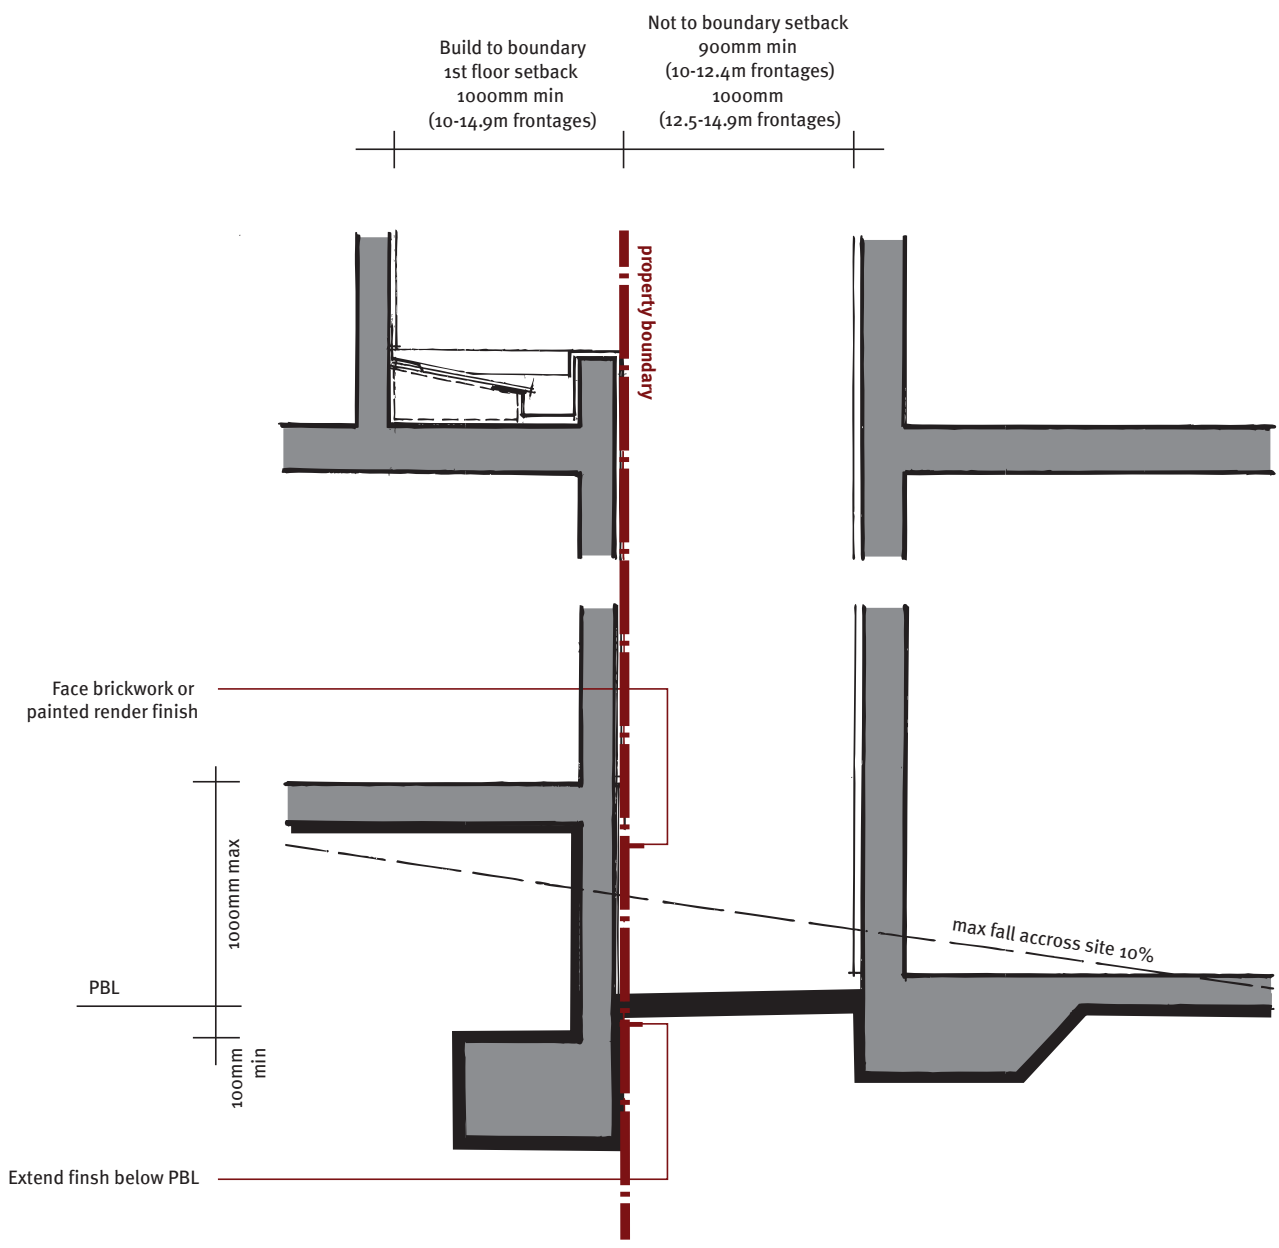 Build to boundary
1st floor setback
1000mm min
(10-14.9m frontages)
Not to boundary setback
900mm min
(10-12.4m frontages)
1000mm
(12.5-14.9m frontages)
property boundary
Face brickwork or
painted render finish
1000mm max
max fall accross site 10%
PBL
100mm
min
Extend finsh below PBL